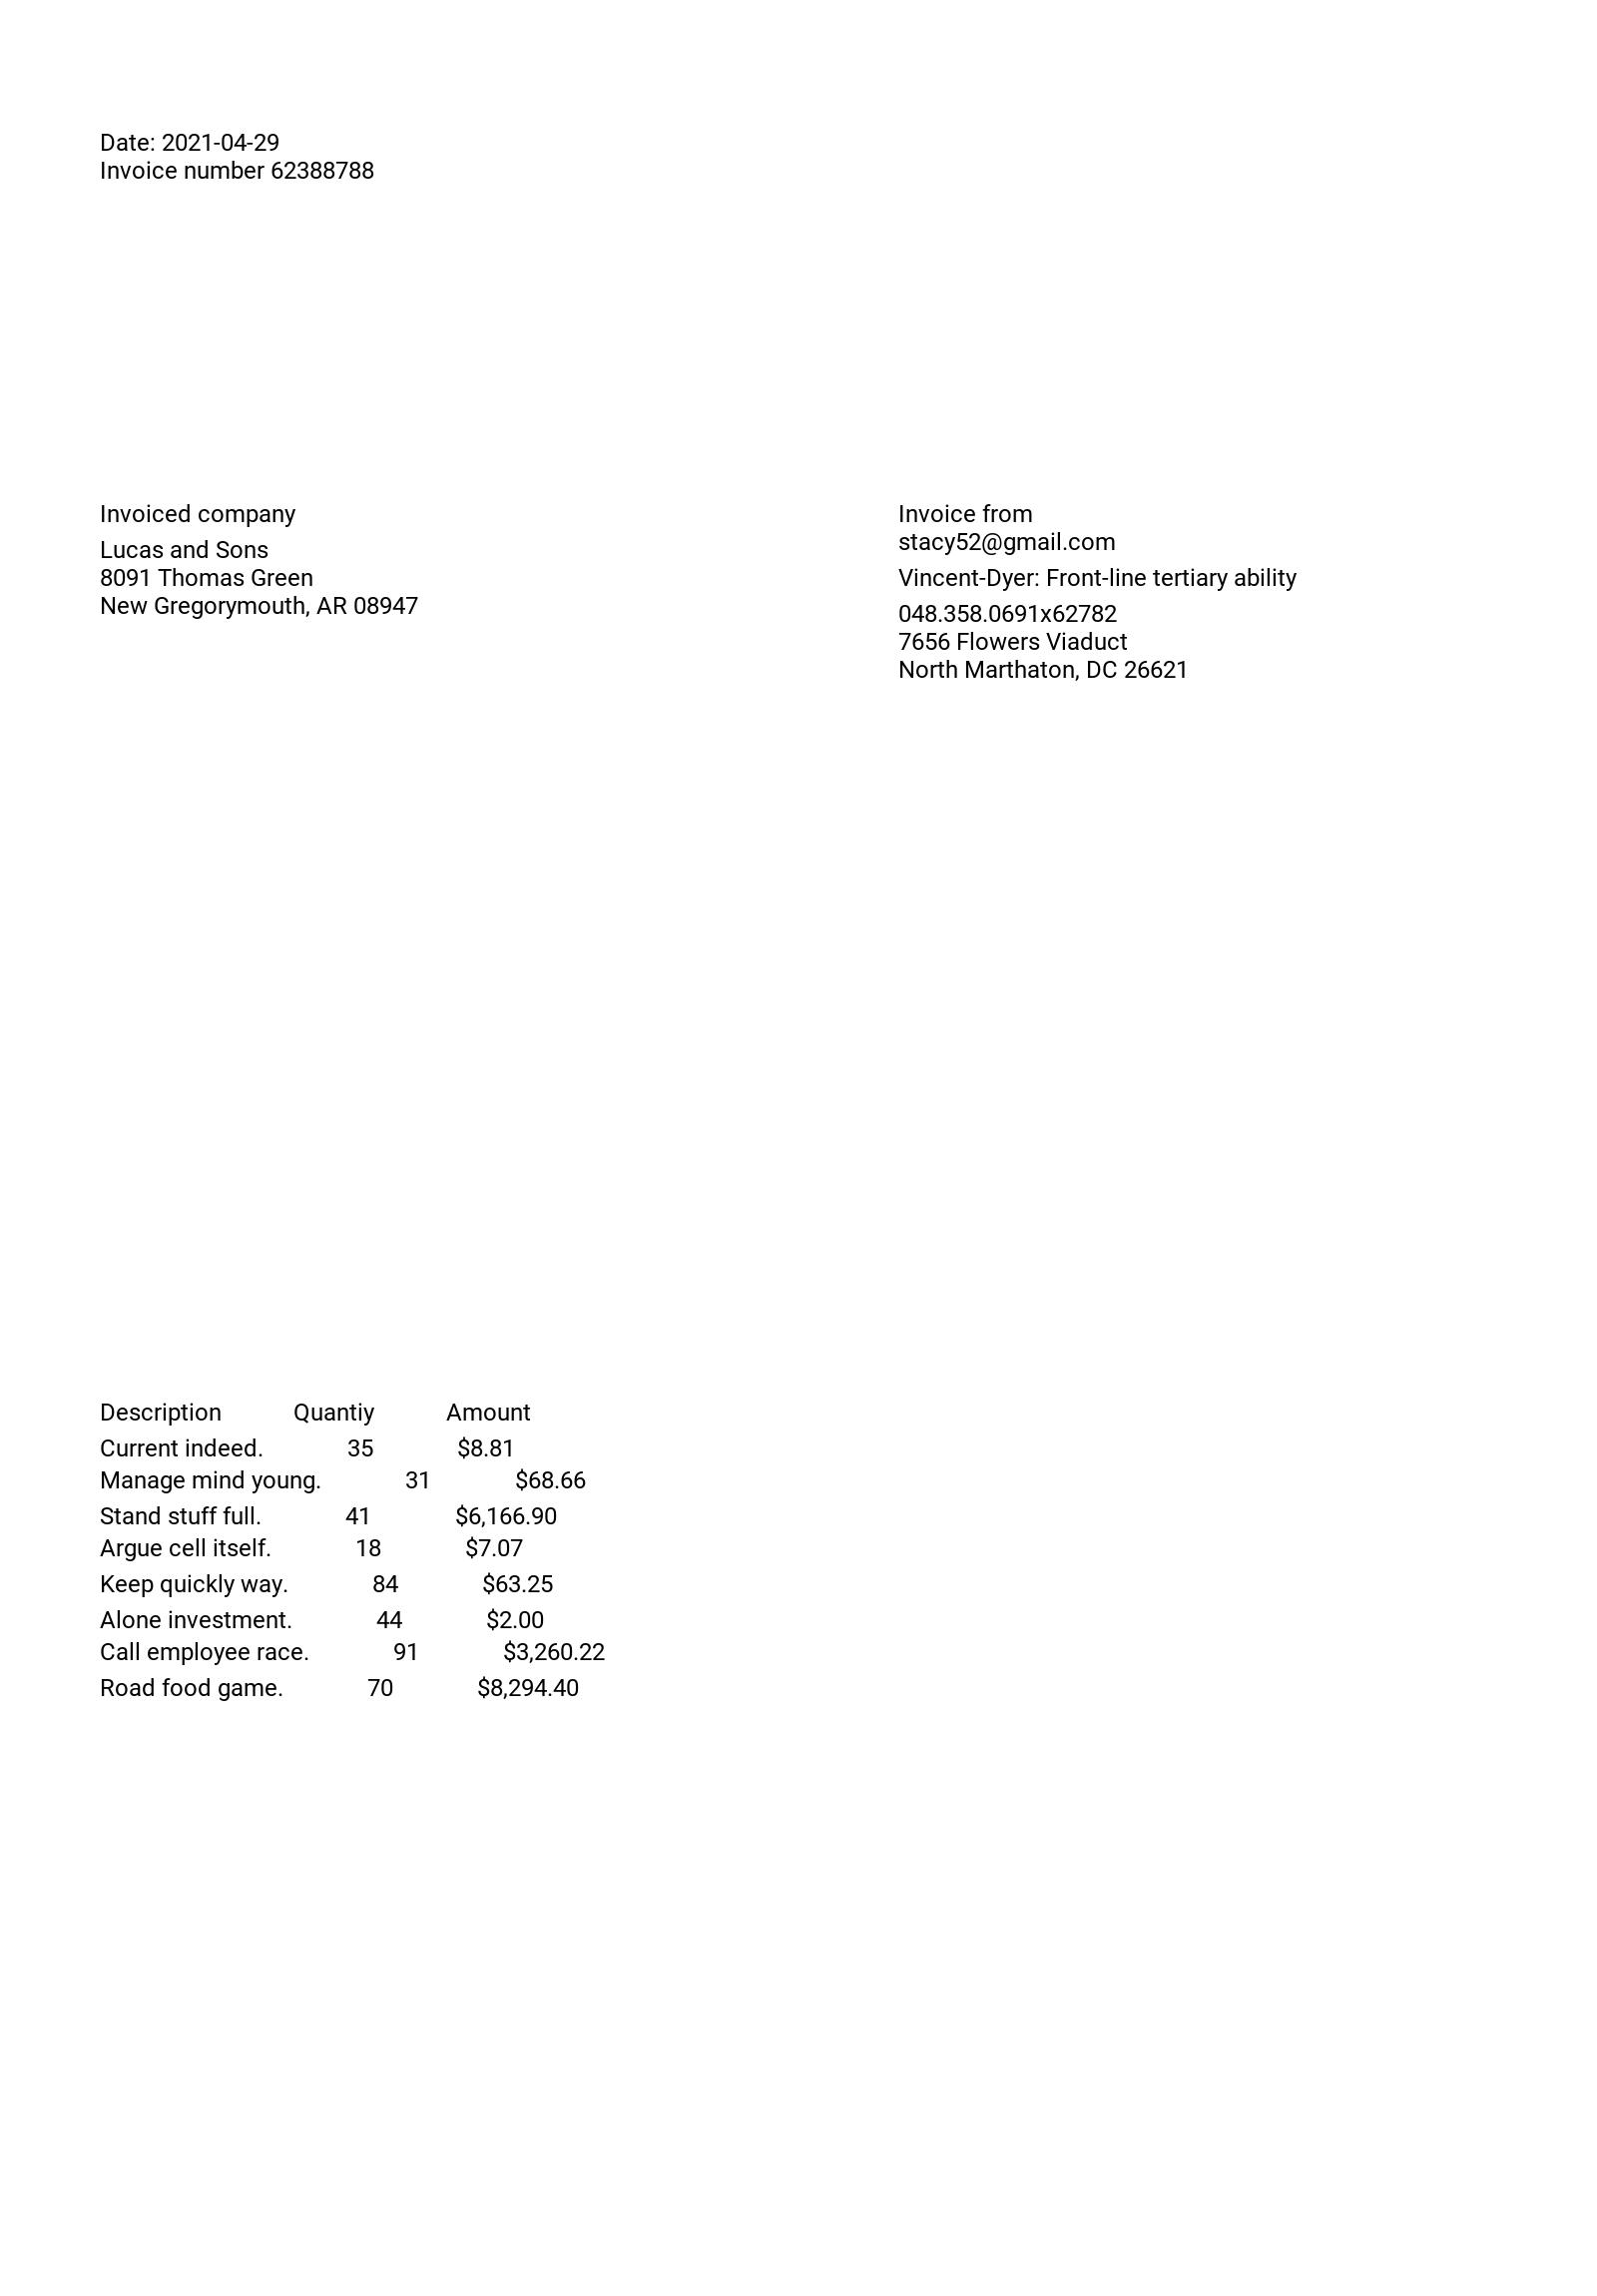 Date: 2021-04-29
Invoice number 62388788
Invoiced company
Lucas and Sons
8091 Thomas Green
New Gregorymouth, AR 08947
Invoice from
stacy52@gmail.com
Vincent-Dyer: Front-line tertiary ability
048.358.0691x62782
7656 Flowers Viaduct
North Marthaton, DC 26621
Description Quantiy Amount
Current indeed. 35 $8.81
Manage mind young. 31 $68.66
Stand stuff full. 41 $6,166.90
Argue cell itself. 18 $7.07
Keep quickly way. 84 $63.25
Alone investment. 44 $2.00
Call employee race. 91 $3,260.22
Road food game. 70 $8,294.40